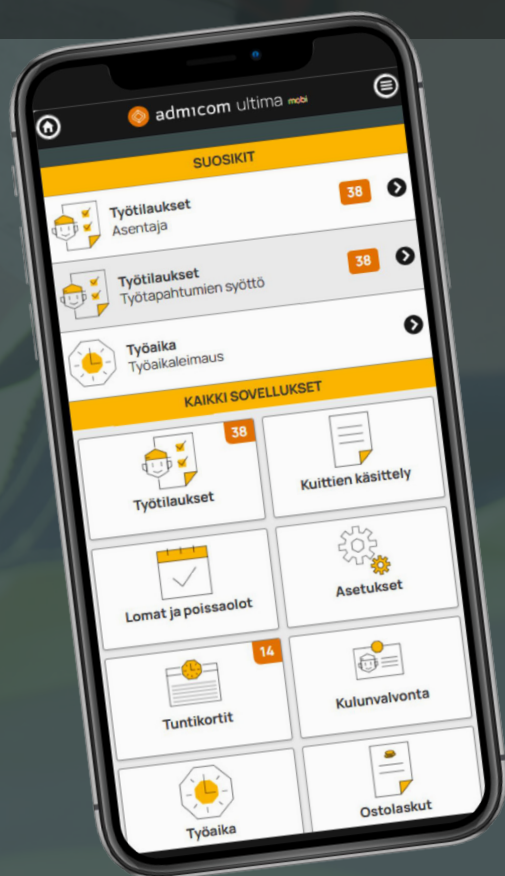 admicom ultima mobi
SUOSIKIT
Työtilaukset
Asentaja
38
Työtilaukset
Työtapahtumien syöttö
38
Työaika
Työaikaleimaus
KAIKKI SOVELLUKSET
38
Työtilaukset
Kuittien käsittely
Lomat ja poissaolot
Asetukset
14
Tuntikortit
Kulunvalvonta
Työaika
Ostolaskut